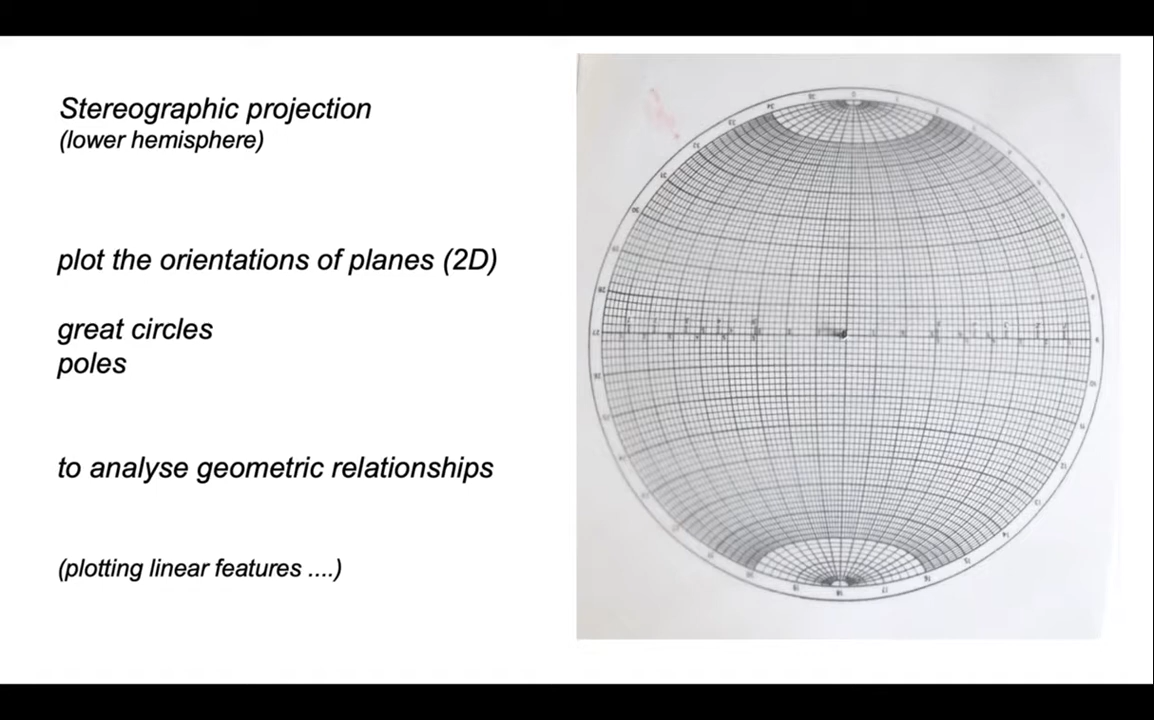 Stereographic projection
(lower hemisphere)
plot the orientations of planes (2D)
great circles
poles
to analyse geometric relationships
(plotting linear features ....)